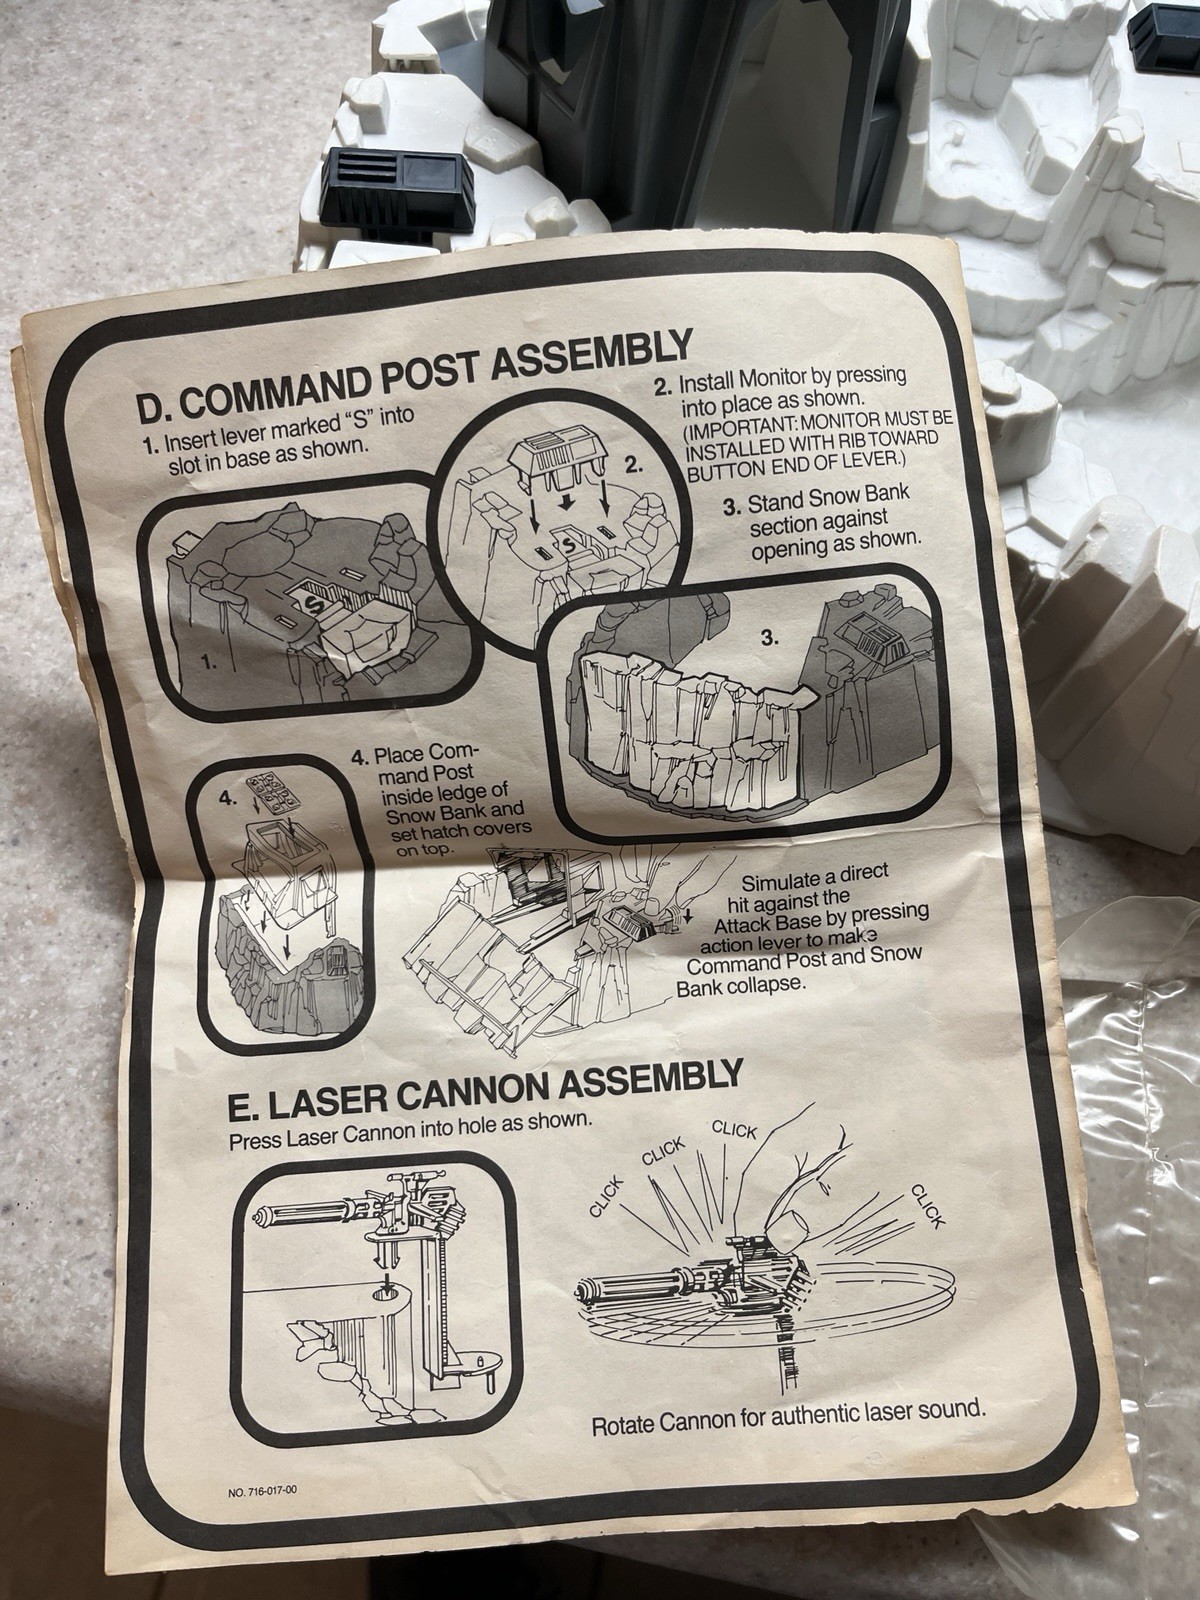 D. COMMAND POST ASSEMBLY
1. Insert lever marked “S” into
slot in base as shown.
2. Install Monitor by pressing
into place as shown.
(IMPORTANT: MONITOR MUST BE
INSTALLED WITH RIB TOWARD
BUTTON END OF LEVER.)
2.
S
3. Stand Snow Bank
section against
opening as shown.
S
1.
3.
4. Place Com-
mand Post
inside ledge of
Snow Bank and
set hatch covers
on top.
4.
Simulate a direct
hit against the
Attack Base by pressing
action lever to make
Command Post and Snow
Bank collapse.
E. LASER CANNON ASSEMBLY
Press Laser Cannon into hole as shown.
CLICK
CLICK
CLICK
CLICK
Rotate Cannon for authentic laser sound.
NO. 716-017-00